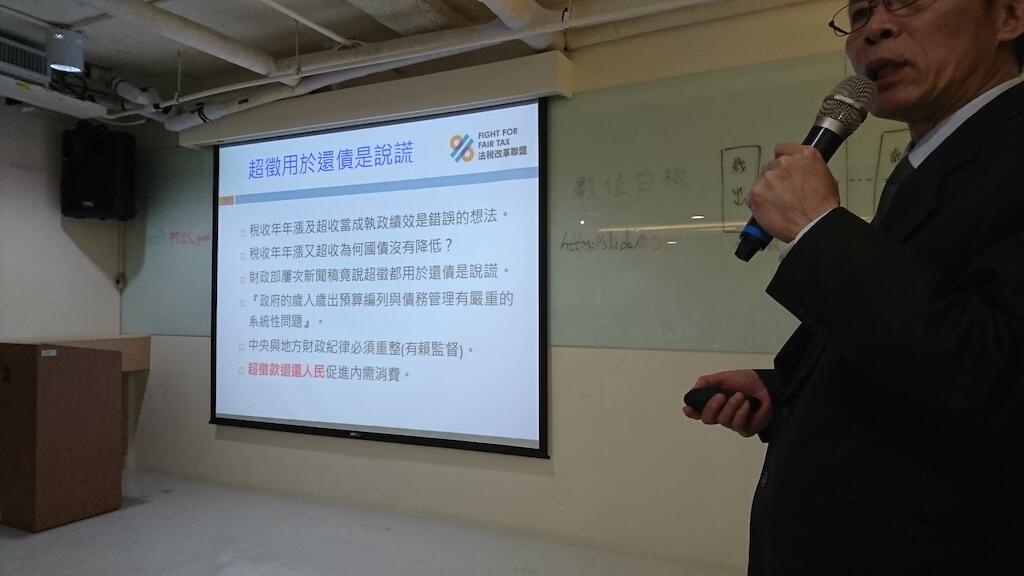 超徵用於還債是說謊
FIGHT FOR
FAIR TAX
法稅改革聯盟
稅收年年漲及超收當成執政績效是錯誤的想法。
稅收年年漲又超收為何國債沒有降低？
財政部屢次新聞稿竟說超徵都用於還債是說謊。
『政府的歲入歲出預算編列與債務管理有嚴重的
系統性問題』。
中央與地方財政紀律必須重整(有賴監督)。
超徵款退還人民促進內需消費。
數位白板
歲出